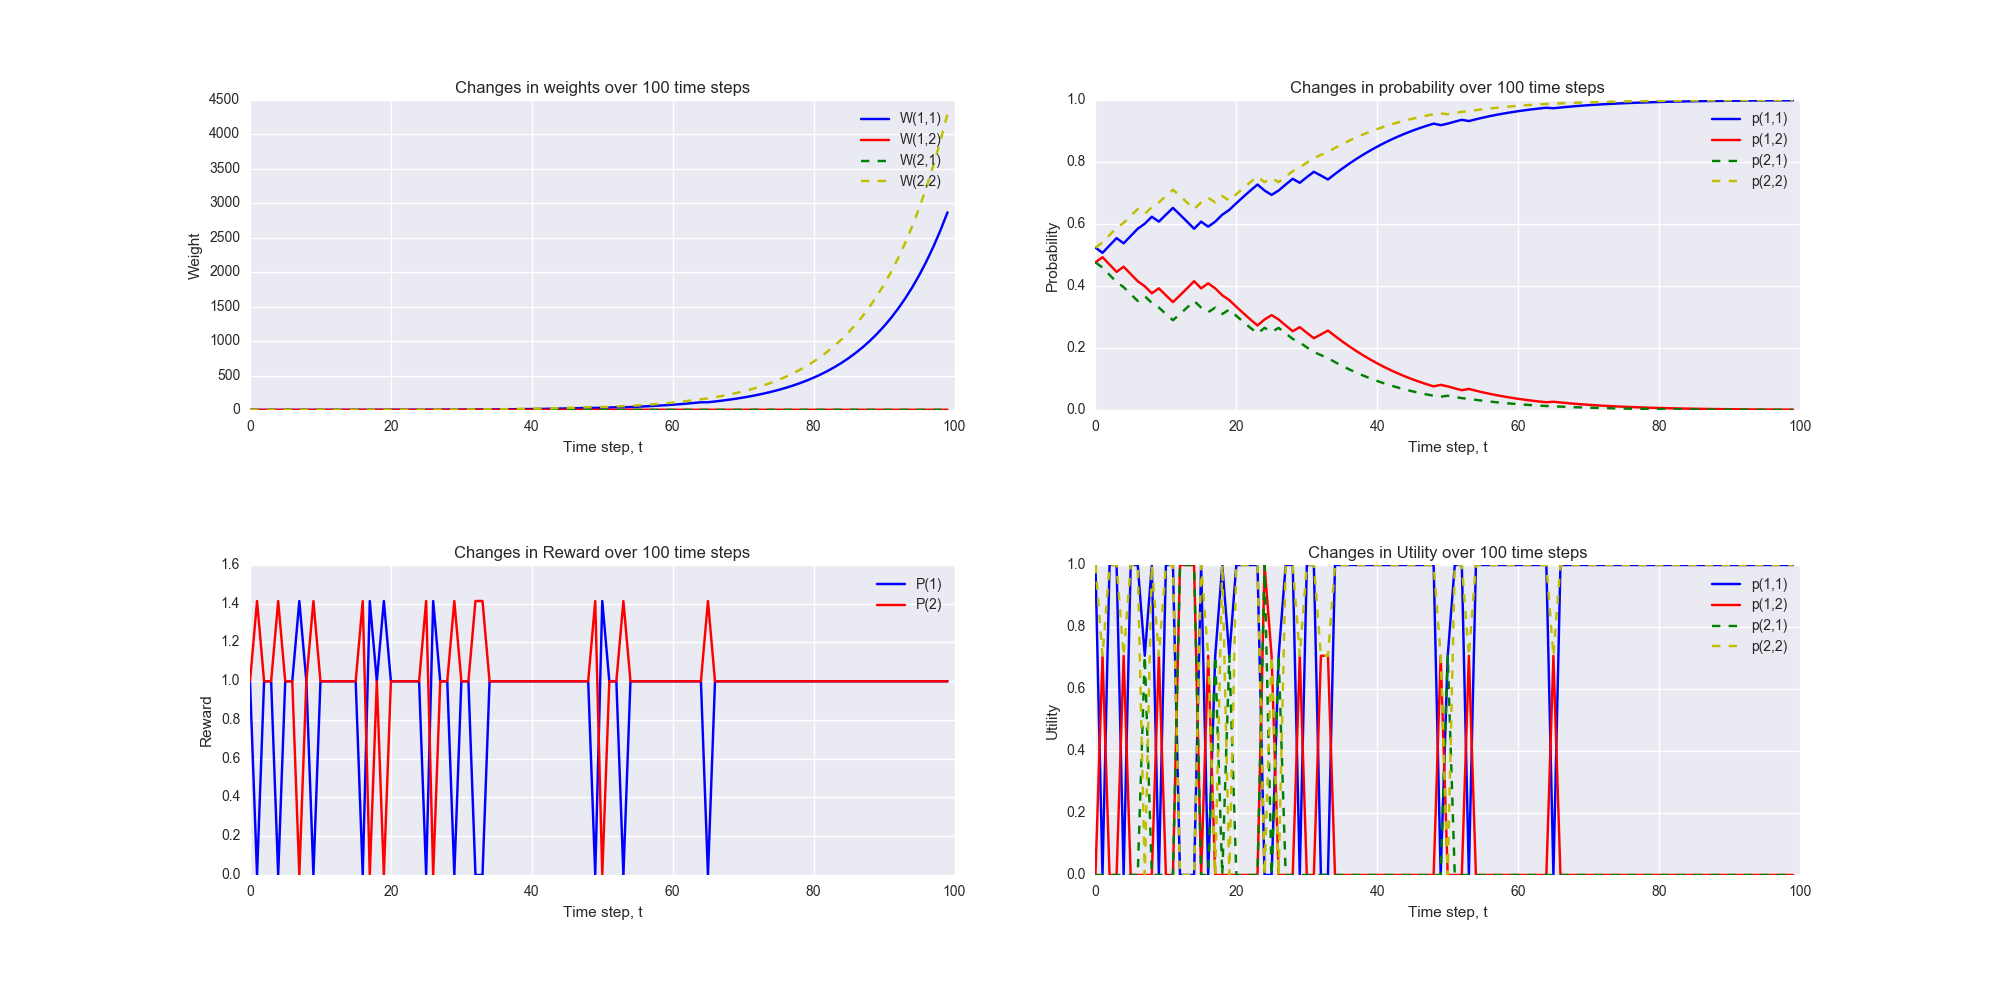 Changes in weights over 100 time steps
4500
4000
3500
3000
2500
2000
1500
1000
500
0
Weight
0 20 40 60 80 100
Time step, t
W(1,1)
W(1,2)
W(2,1)
W(2,2)
Changes in probability over 100 time steps
1.0
0.8
0.6
0.4
0.2
0.0
Probability
0 20 40 60 80 100
Time step, t
p(1,1)
p(1,2)
p(2,1)
p(2,2)
Changes in Reward over 100 time steps
1.6
1.4
1.2
1.0
0.8
0.6
0.4
0.2
0.0
Reward
0 20 40 60 80 100
Time step, t
P(1)
P(2)
Changes in Utility over 100 time steps
1.0
0.8
0.6
0.4
0.2
0.0
Utility
0 20 40 60 80 100
Time step, t
p(1,1)
p(1,2)
p(2,1)
p(2,2)